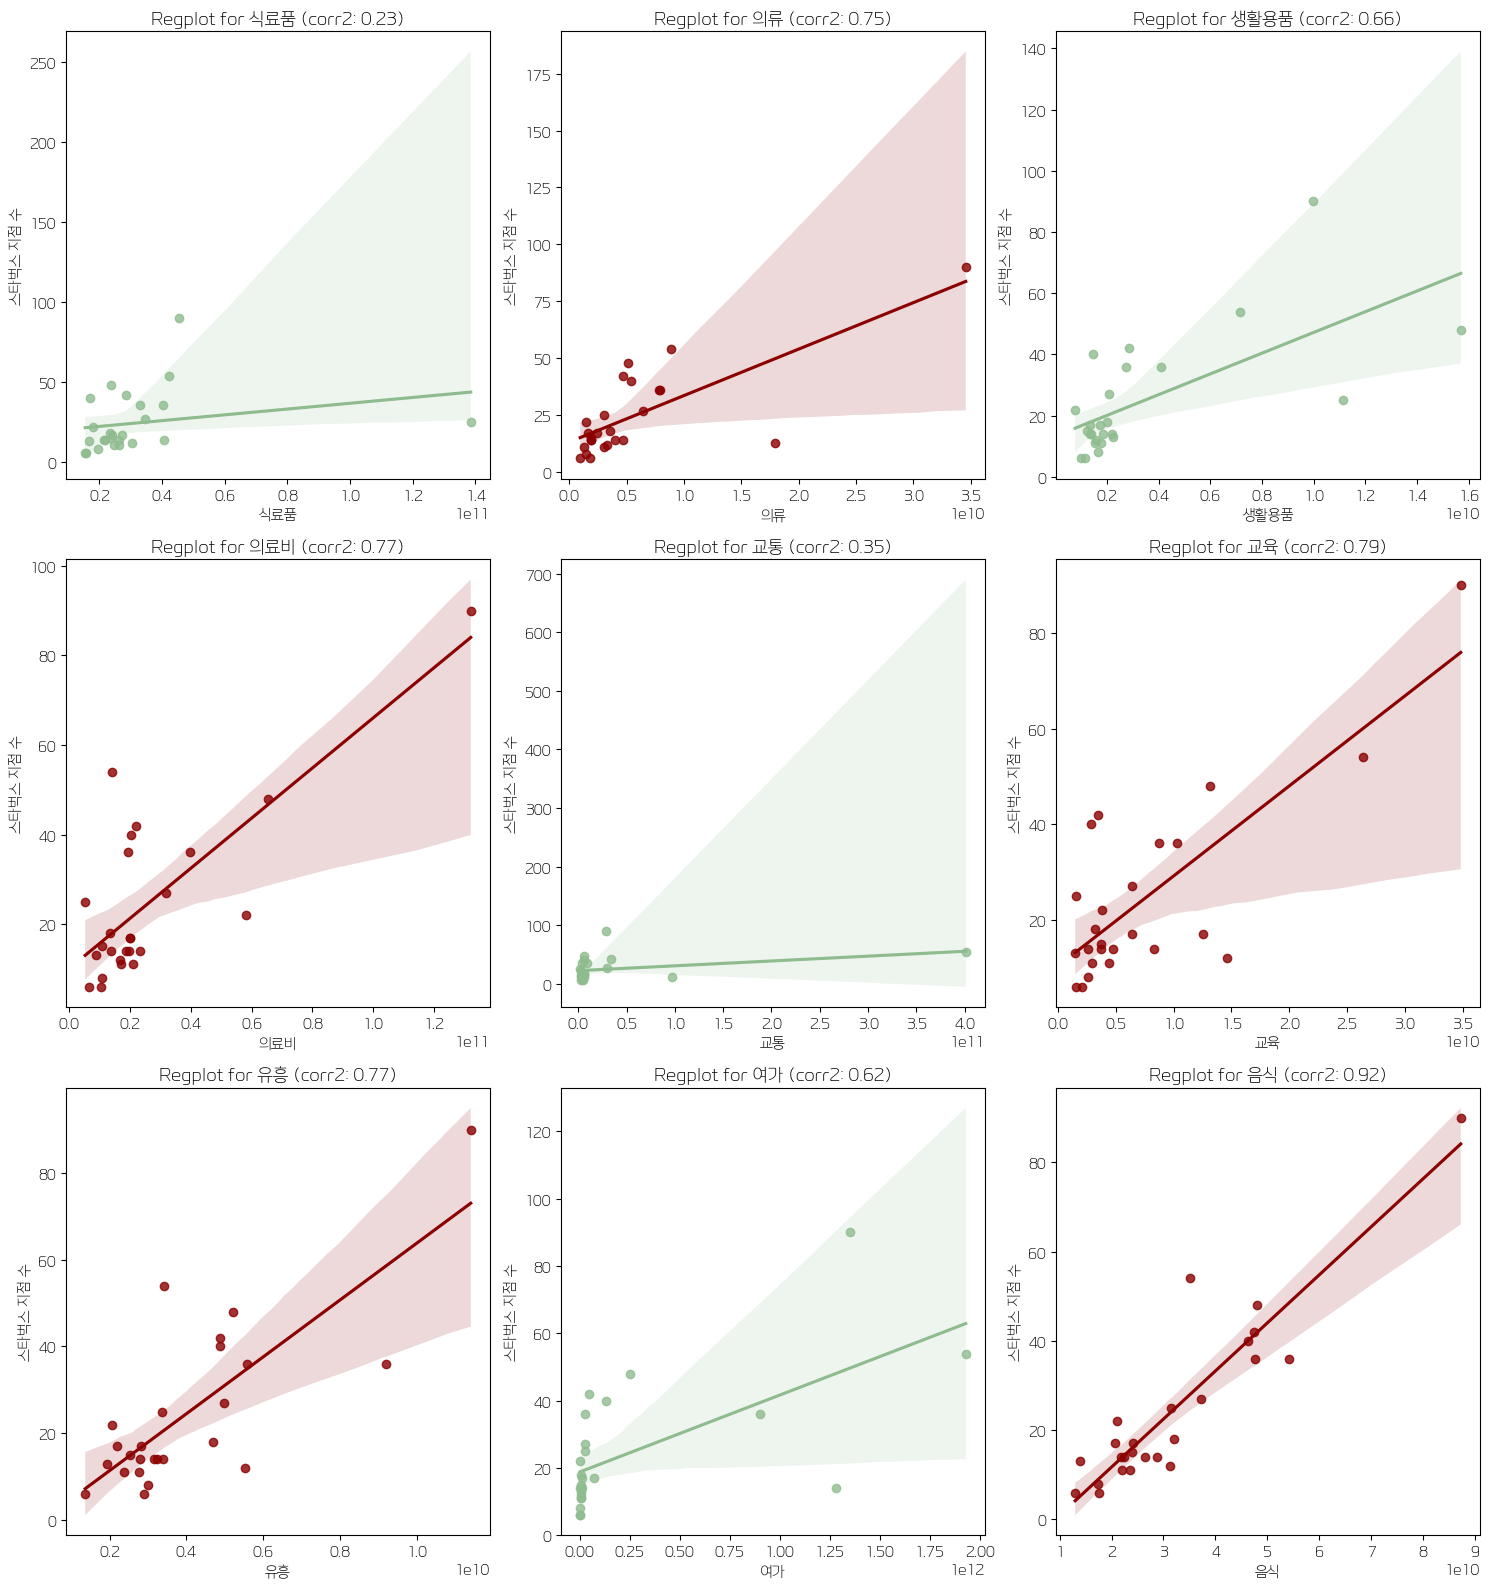 Regplot for 식료품 (corr2: 0.23)
250
200
150
100
50
0
스타벅스 지점 수
0.2 0.4 0.6 0.8 1.0 1.2 1.4
식료품
1e11
Regplot for 의류 (corr2: 0.75)
175
150
125
100
75
50
25
0
스타벅스 지점 수
0.0 0.5 1.0 1.5 2.0 2.5 3.0 3.5
의류
1e10
Regplot for 생활용품 (corr2: 0.66)
140
120
100
80
60
40
20
0
스타벅스 지점 수
0.2 0.4 0.6 0.8 1.0 1.2 1.4 1.6
생활용품
1e10
Regplot for 의료비 (corr2: 0.77)
100
80
60
40
20
스타벅스 지점 수
0.0 0.2 0.4 0.6 0.8 1.0 1.2
의료비
1e11
Regplot for 교통 (corr2: 0.35)
700
600
500
400
300
200
100
0
스타벅스 지점 수
0.0 0.5 1.0 1.5 2.0 2.5 3.0 3.5 4.0
교통
1e11
Regplot for 교육 (corr2: 0.79)
80
60
40
20
스타벅스 지점 수
0.0 0.5 1.0 1.5 2.0 2.5 3.0 3.5
교육
1e10
Regplot for 유흥 (corr2: 0.77)
80
60
40
20
0
스타벅스 지점 수
0.2 0.4 0.6 0.8 1.0
유흥
1e10
Regplot for 여가 (corr2: 0.62)
120
100
80
60
40
20
0
스타벅스 지점 수
0.00 0.25 0.50 0.75 1.00 1.25 1.50 1.75 2.00
여가
1e12
Regplot for 음식 (corr2: 0.92)
80
60
40
20
0
스타벅스 지점 수
1 2 3 4 5 6 7 8 9
음식
1e10